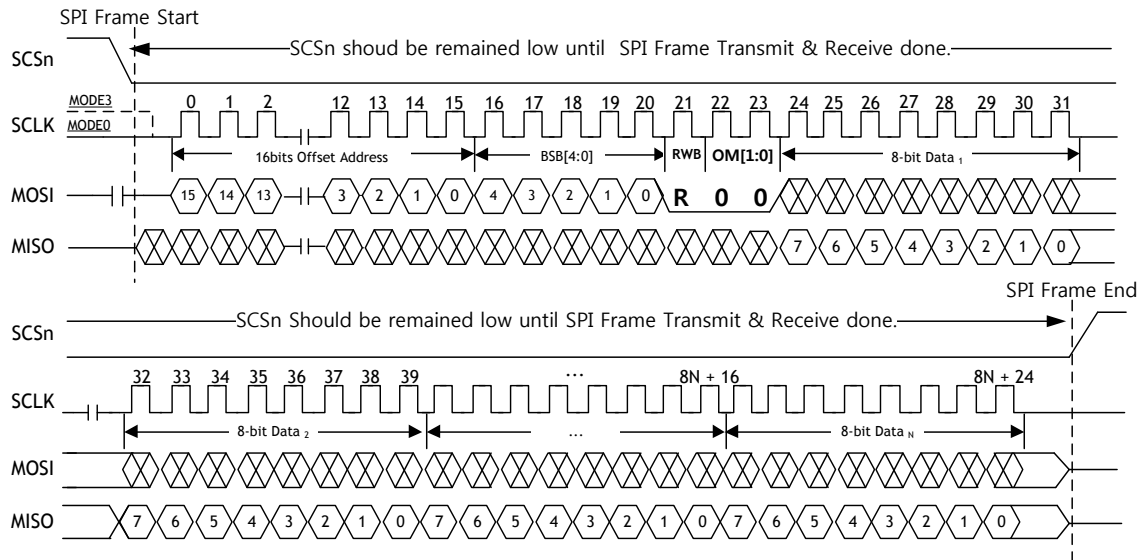 SPI Frame Start
SCSn
SCSn shoud be remained low until SPI Frame Transmit & Receive done.
MODE3
SCLK
MODE0
0 1 2 12 13 14 15 16 17 18 19 20 21 22 23 24 25 26 27 28 29 30 31
16bits Offset Address BSB[4:0] RWB OM[1:0] 8-bit Data 1
MOSI 15 14 13 3 2 1 0 4 3 2 1 0 R 0 0
MISO 7 6 5 4 3 2 1 0
SPI Frame End
SCSn
SCSn Should be remained low until SPI Frame Transmit & Receive done.
32 33 34 35 36 37 38 39 ... 8N + 16 8N + 24
SCLK
8-bit Data 2 ... 8-bit Data N
MOSI
MISO 7 6 5 4 3 2 1 0 7 6 5 4 3 2 1 0 7 6 5 4 3 2 1 0